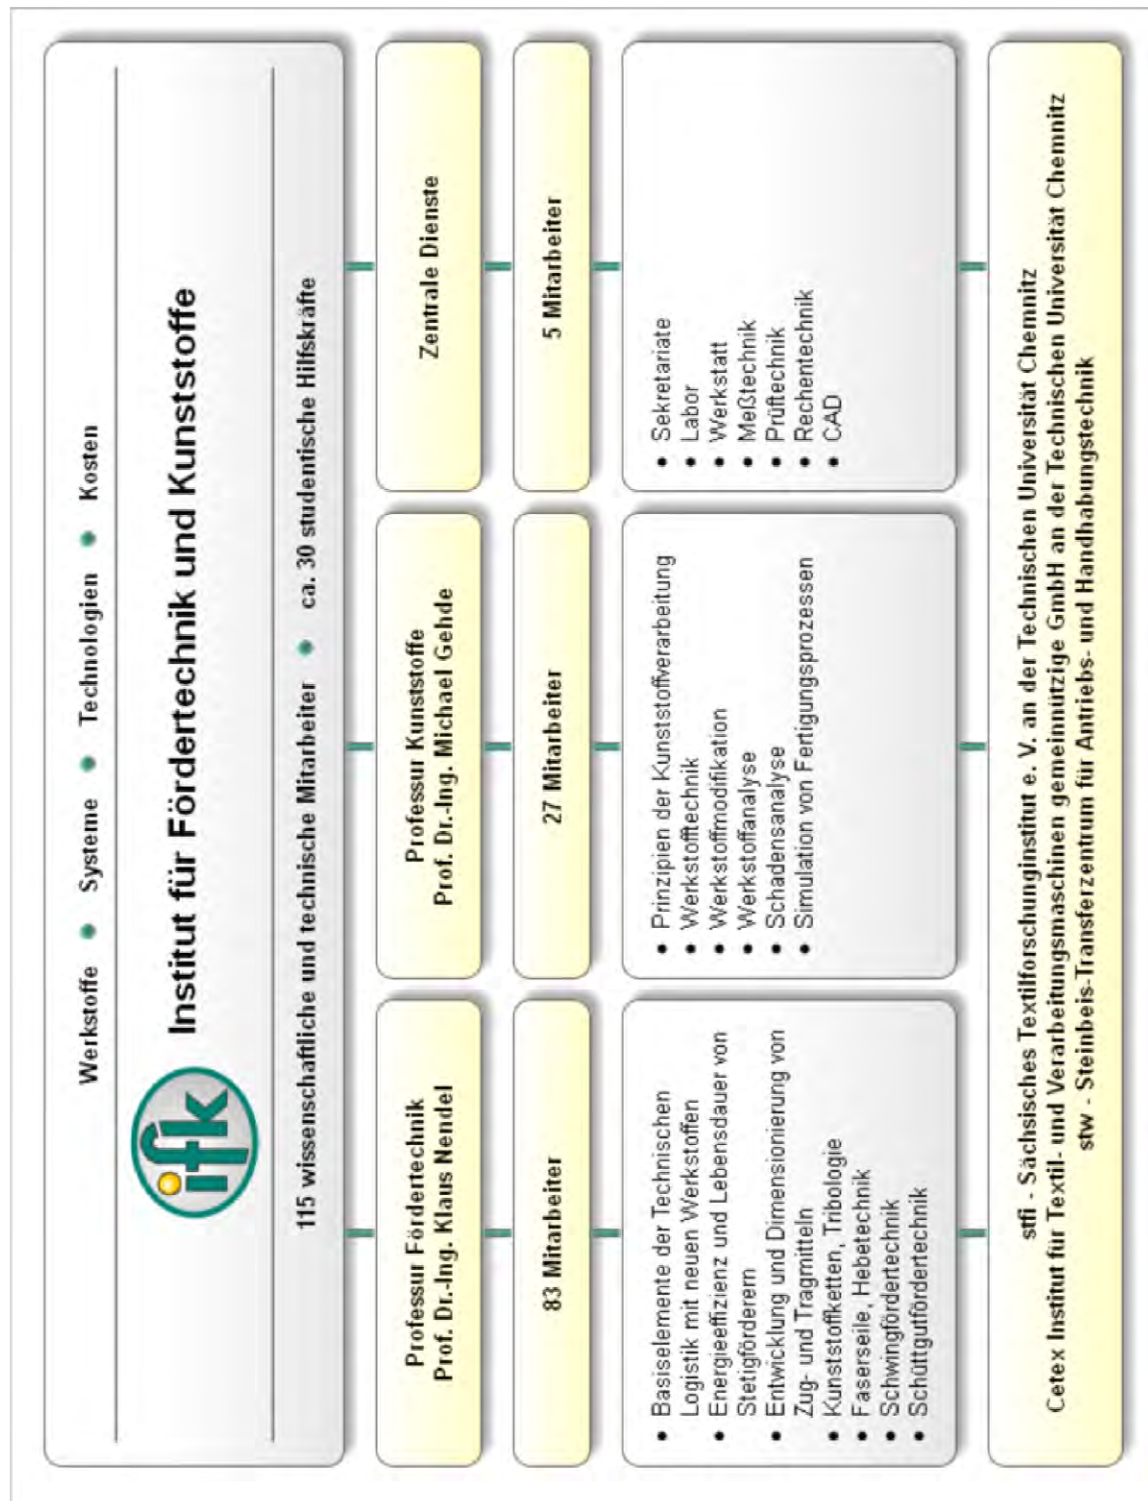 Werkstoffe • Systeme • Technologien • Kosten
ifk
Institut für Fördertechnik und Kunststoffe
115 wissenschaftliche und technische Mitarbeiter • ca. 30 studentische Hilfskräfte
Professur Fördertechnik
Prof. Dr.-Ing. Klaus Nendel
83 Mitarbeiter
• Basiselemente der Technischen
Logistik mit neuen Werkstoffen
• Energieeffizienz und Lebensdauer von
Stetigförderern
• Entwicklung und Dimensionierung von
Zug- und Tragmitteln
• Kunststoffketten, Tribologie
• Faserseile, Hebetechnik
• Schwingfördertechnik
• Schüttgutfördertechnik
Professur Kunststoffe
Prof. Dr.-Ing. Michael Gehde
27 Mitarbeiter
• Prinzipien der Kunststoffverarbeitung
• Werkstofftechnik
• Werkstoffmodifikation
• Werkstoffanalyse
• Schadensanalyse
• Simulation von Fertigungsprozessen
Zentrale Dienste
5 Mitarbeiter
• Sekretariate
• Labor
• Werkstatt
• Meßtechnik
• Prüftechnik
• Rechentechnik
• CAD
stfi - Sächsisches Textilforschunginstitut e. V. an der Technischen Universität Chemnitz
Cetex Institut für Textil- und Verarbeitungsmaschinen gemeinnützige GmbH an der Technischen Universität Chemnitz
stw - Steinbeis-Transferzentrum für Antriebs- und Handhabungstechnik